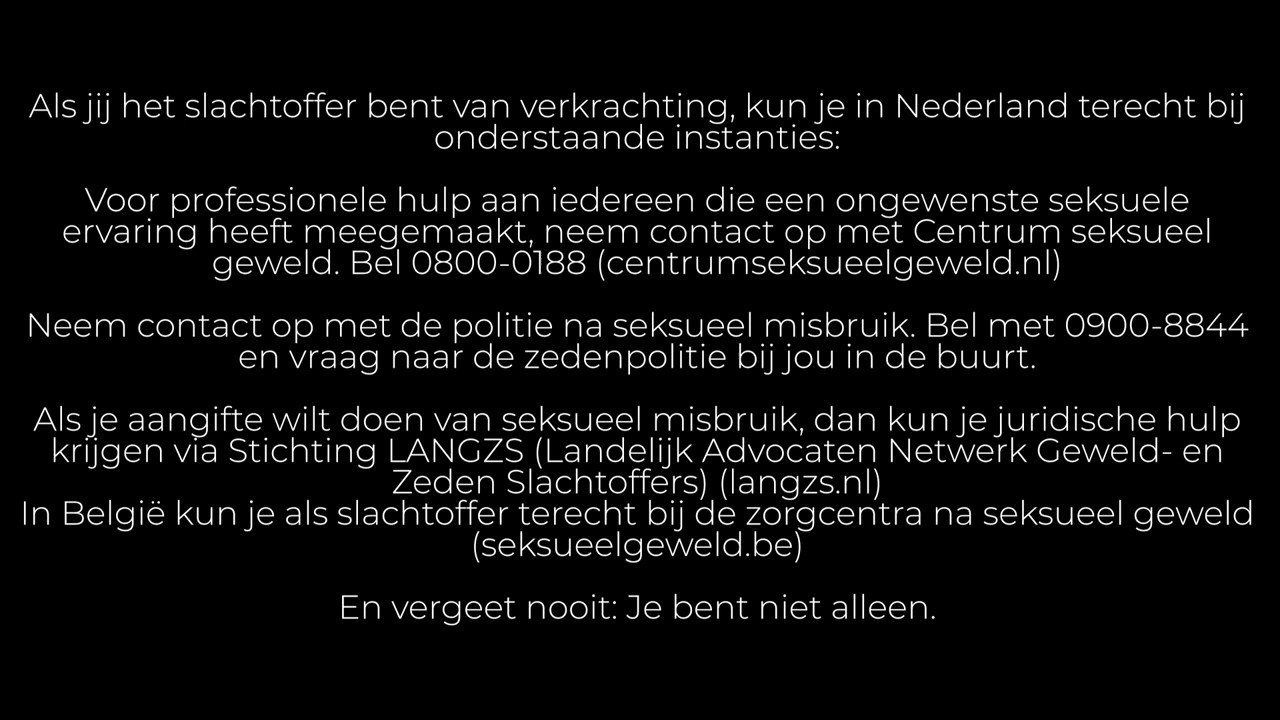 Als jij het slachtoffer bent van verkrachting, kun je in Nederland terecht bij
onderstaande instanties:
Voor professionele hulp aan iedereen die een ongewenste seksuele
ervaring heeft meegemaakt, neem contact op met Centrum seksueel
geweld. Bel 0800-0188 (centrumseksueelgeweld.nl)
Neem contact op met de politie na seksueel misbruik. Bel met 0900-8844
en vraag naar de zedenpolitie bij jou in de buurt.
Als je aangifte wilt doen van seksueel misbruik, dan kun je juridische hulp
krijgen via Stichting LANGZS (Landelijk Advocaten Netwerk Geweld- en
Zeden Slachtoffers) (langzs.nl)
In België kun je als slachtoffer terecht bij de zorgcentra na seksueel geweld
(seksueelgeweld.be)
En vergeet nooit: Je bent niet alleen.